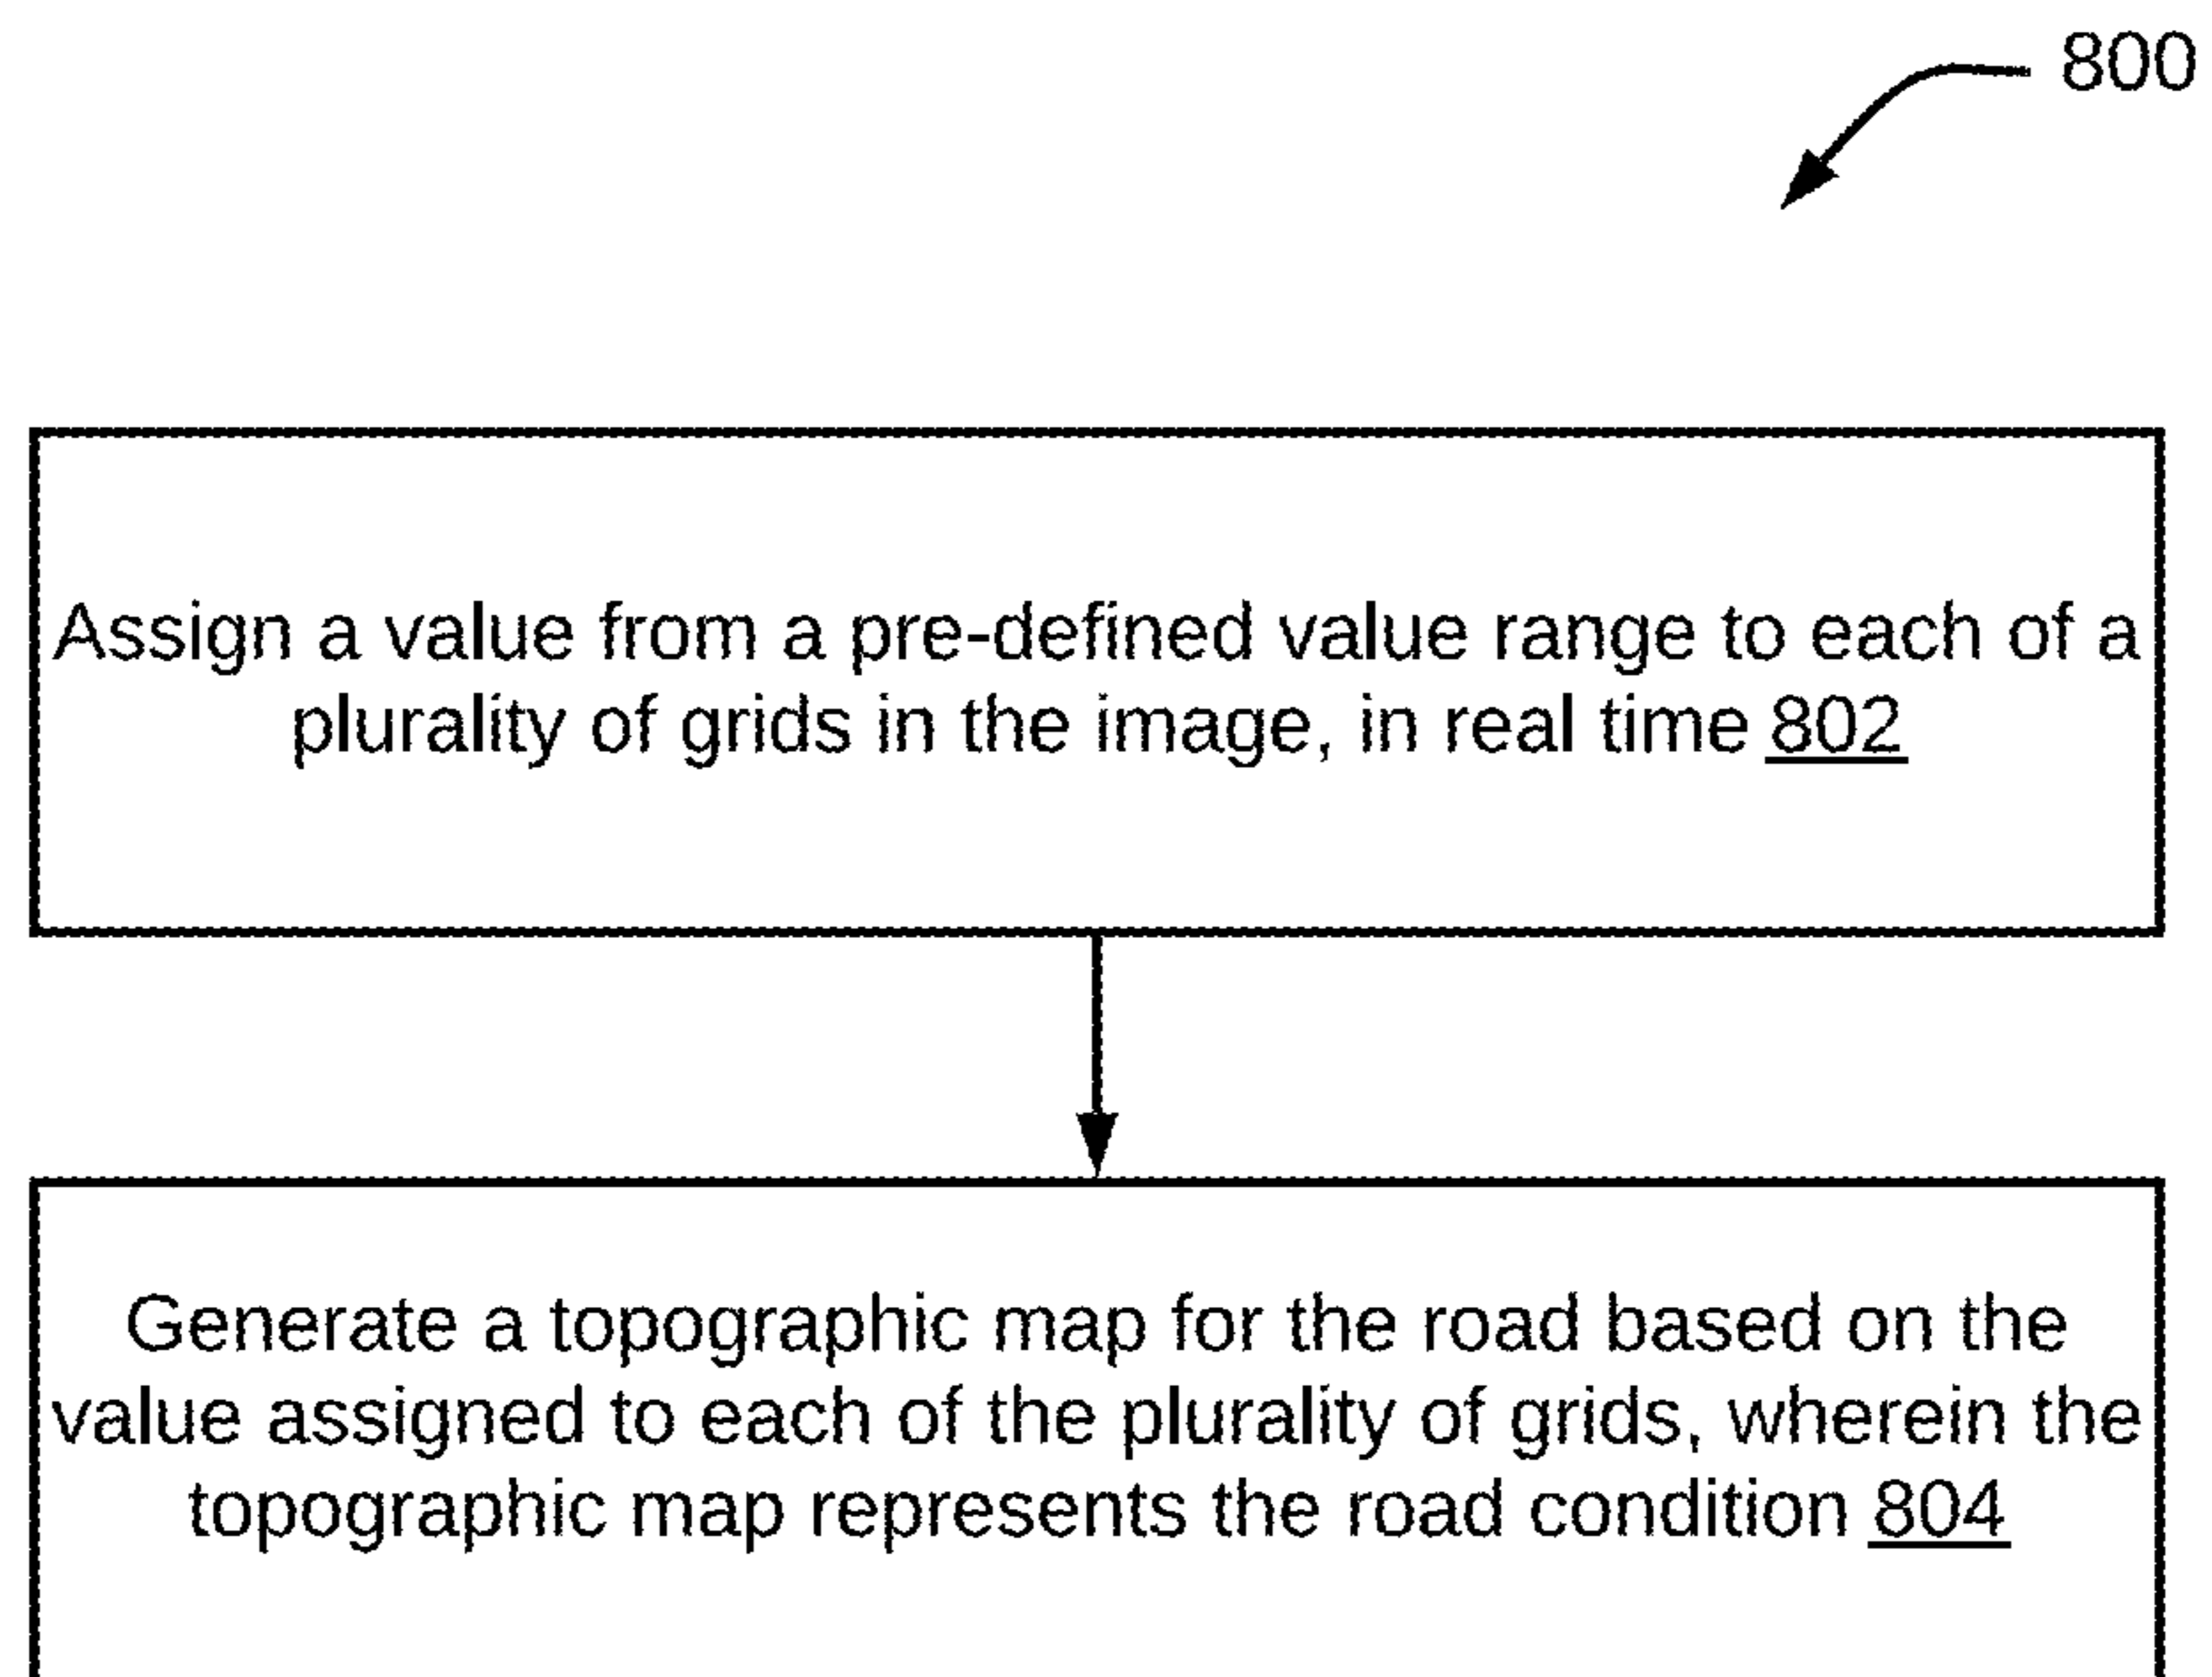 800
Assign a value from a pre-defined value range to each of a
plurality of grids in the image, in real time 802
Generate a topographic map for the road based on the
value assigned to each of the plurality of grids, wherein the
topographic map represents the road condition 804